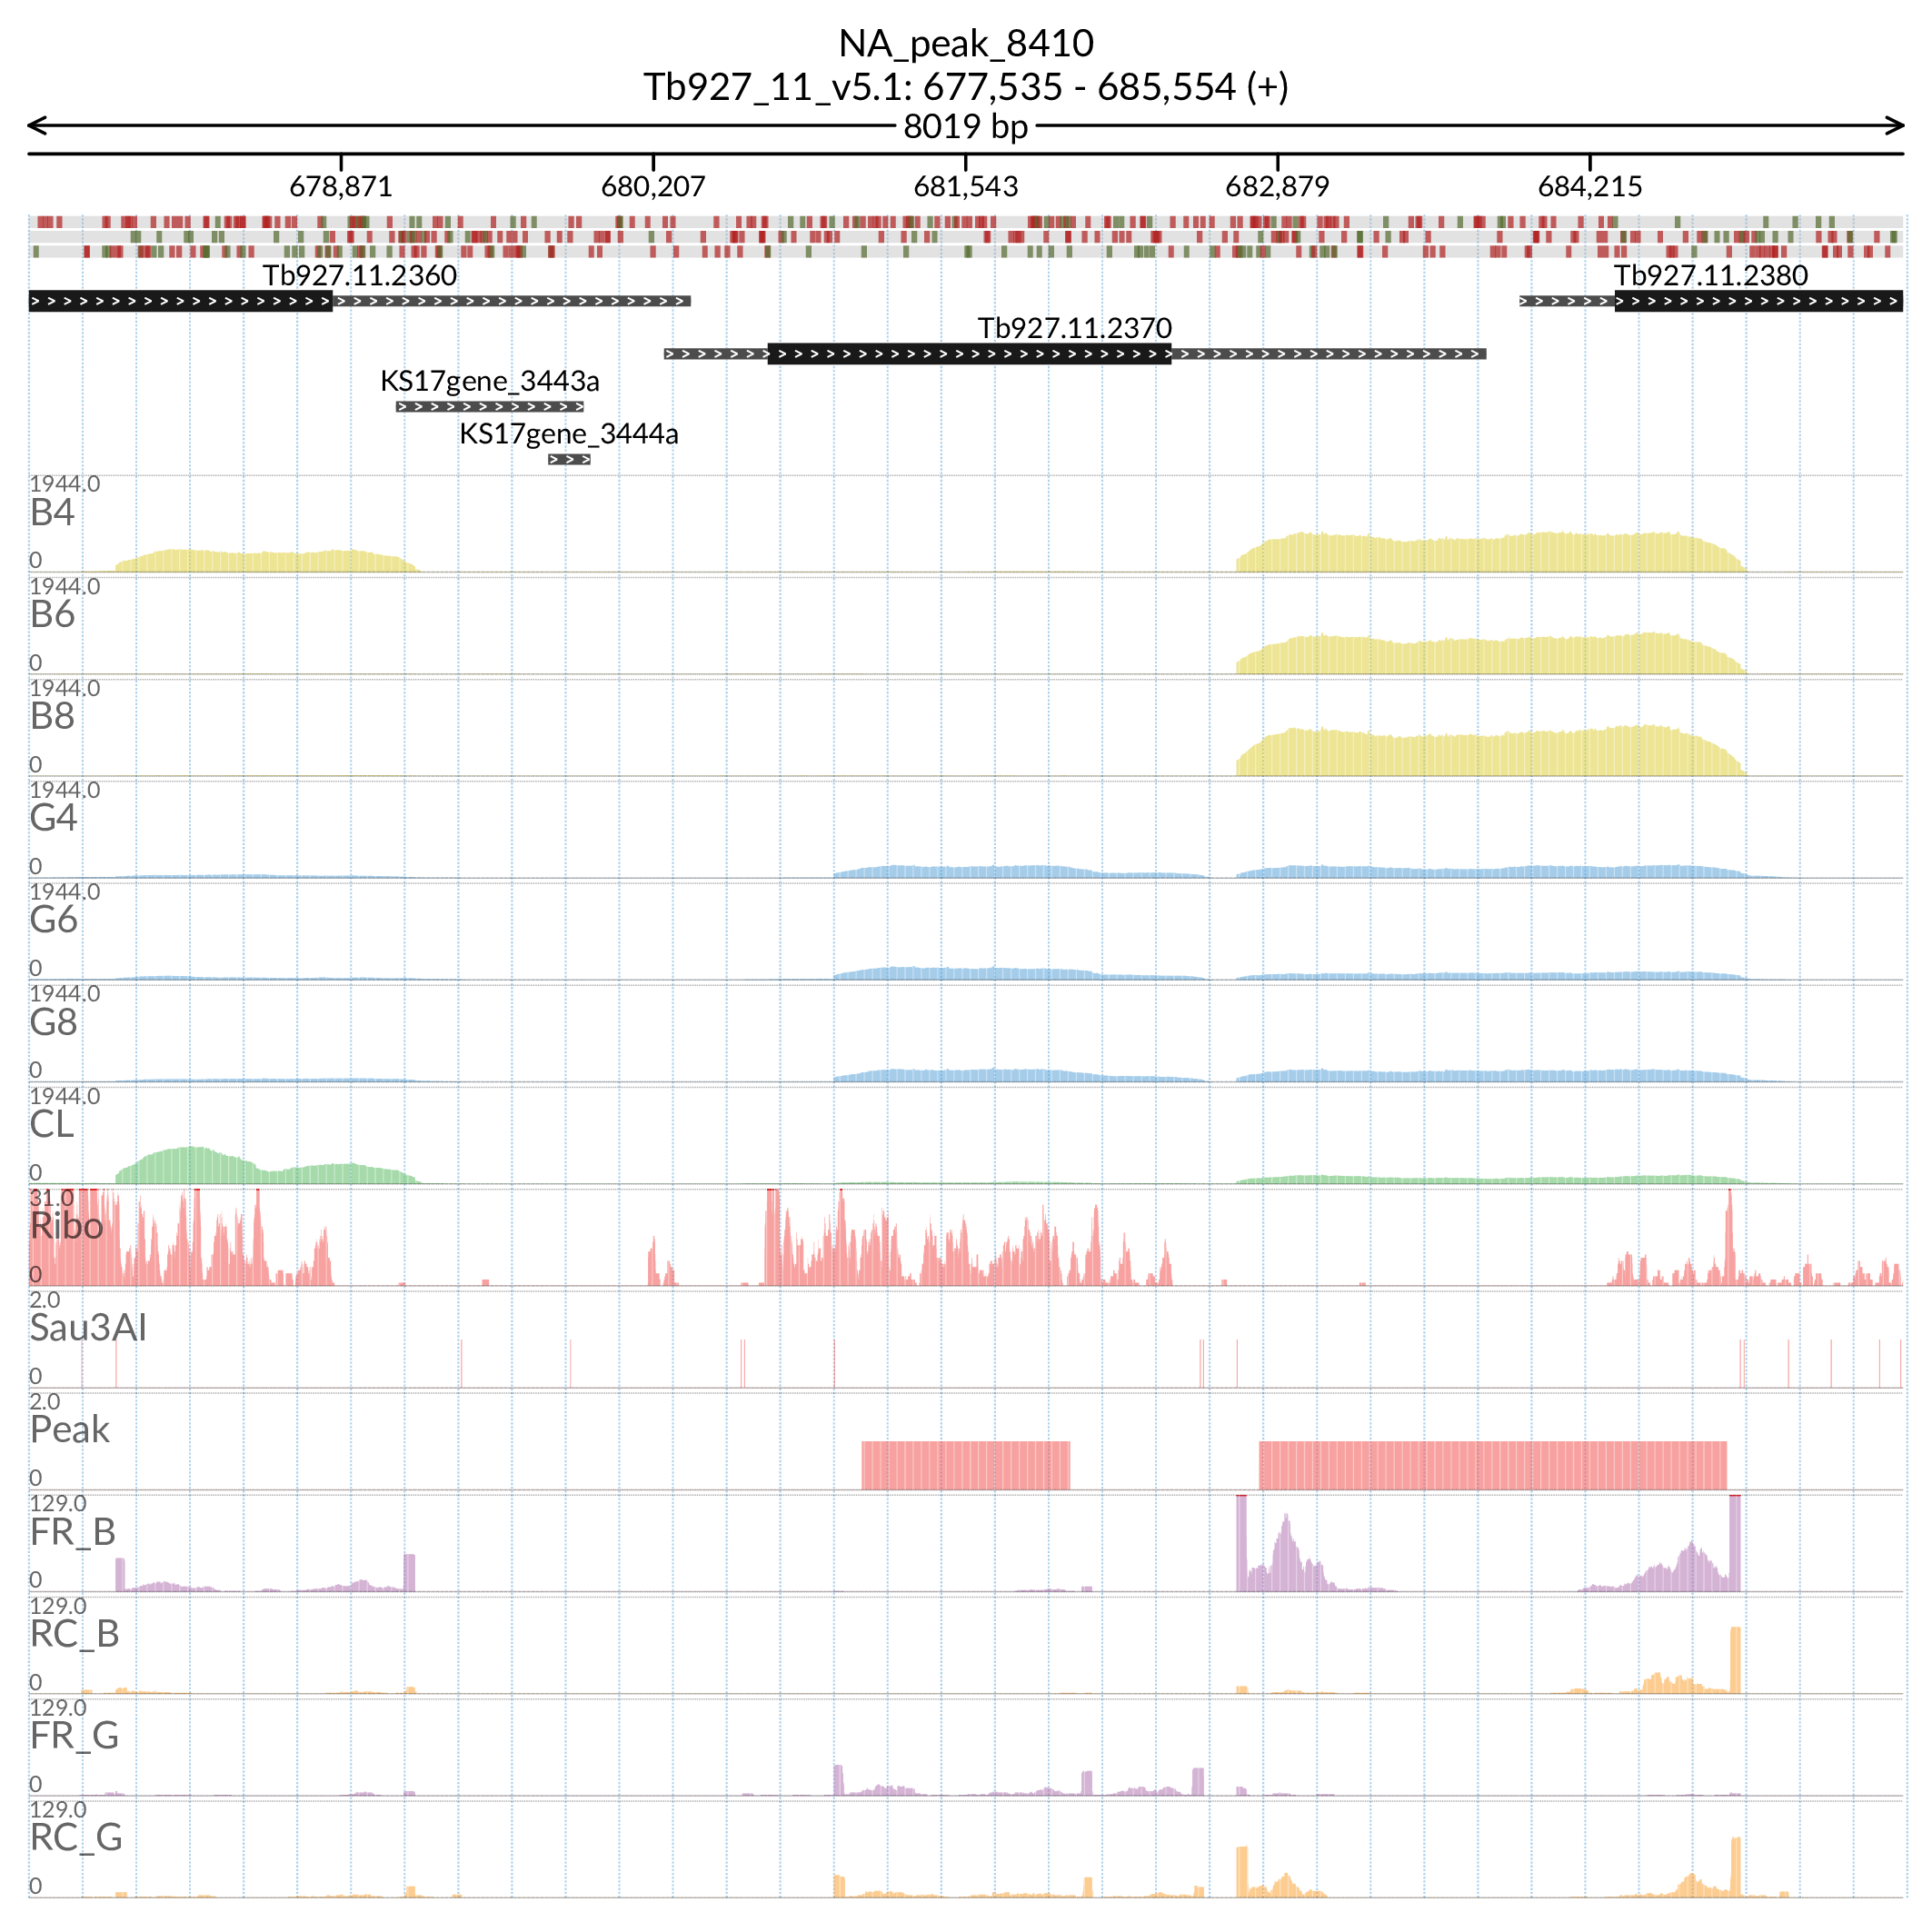 NA_peak_8410
Tb927_11_v5.1: 677,535 - 685,554 (+)
8019 bp
678,871 680,207 681,543 682,879 684,215
Tb927.11.2360 Tb927.11.2380
Tb927.11.2370
KS17gene_3443a
KS17gene_3444a
1944.0
B4
0
1944.0
B6
0
1944.0
B8
0
1944.0
G4
0
1944.0
G6
0
1944.0
G8
0
1944.0
CL
0
31.0
Ribo
0
2.0
Sau3AI
0
2.0
Peak
0
129.0
FR_B
0
129.0
RC_B
0
129.0
FR_G
0
129.0
RC_G
0